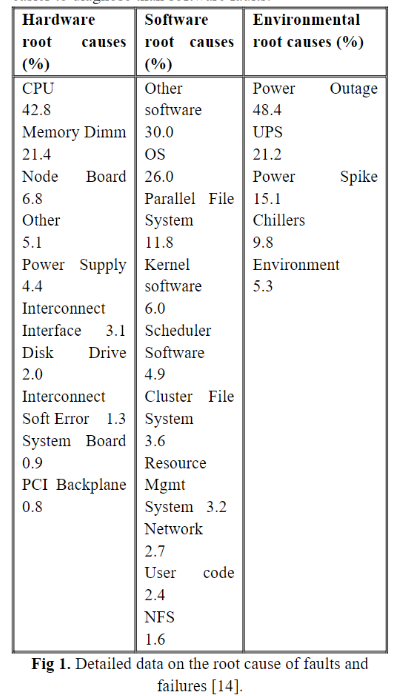 Hardware
root causes
(%)
Software
root causes
(%)
Environmental
root causes (%)
CPU
42.8
Memory Dimm
21.4
Node Board
6.8
Other
5.1
Power Supply
4.4
Interconnect
Interface 3.1
Disk Drive
2.0
Interconnect
Soft Error 1.3
System Board
0.9
PCI Backplane
0.8
Other
software
30.0
OS
26.0
Parallel File
System
11.8
Kernel
software
6.0
Scheduler
Software
4.9
Cluster File
System
3.6
Resource
Mgmt
System 3.2
Network
2.7
User code
2.4
NFS
1.6
Power Outage
48.4
UPS
21.2
Power Spike
15.1
Chillers
9.8
Environment
5.3
Fig 1. Detailed data on the root cause of faults and
failures [14].